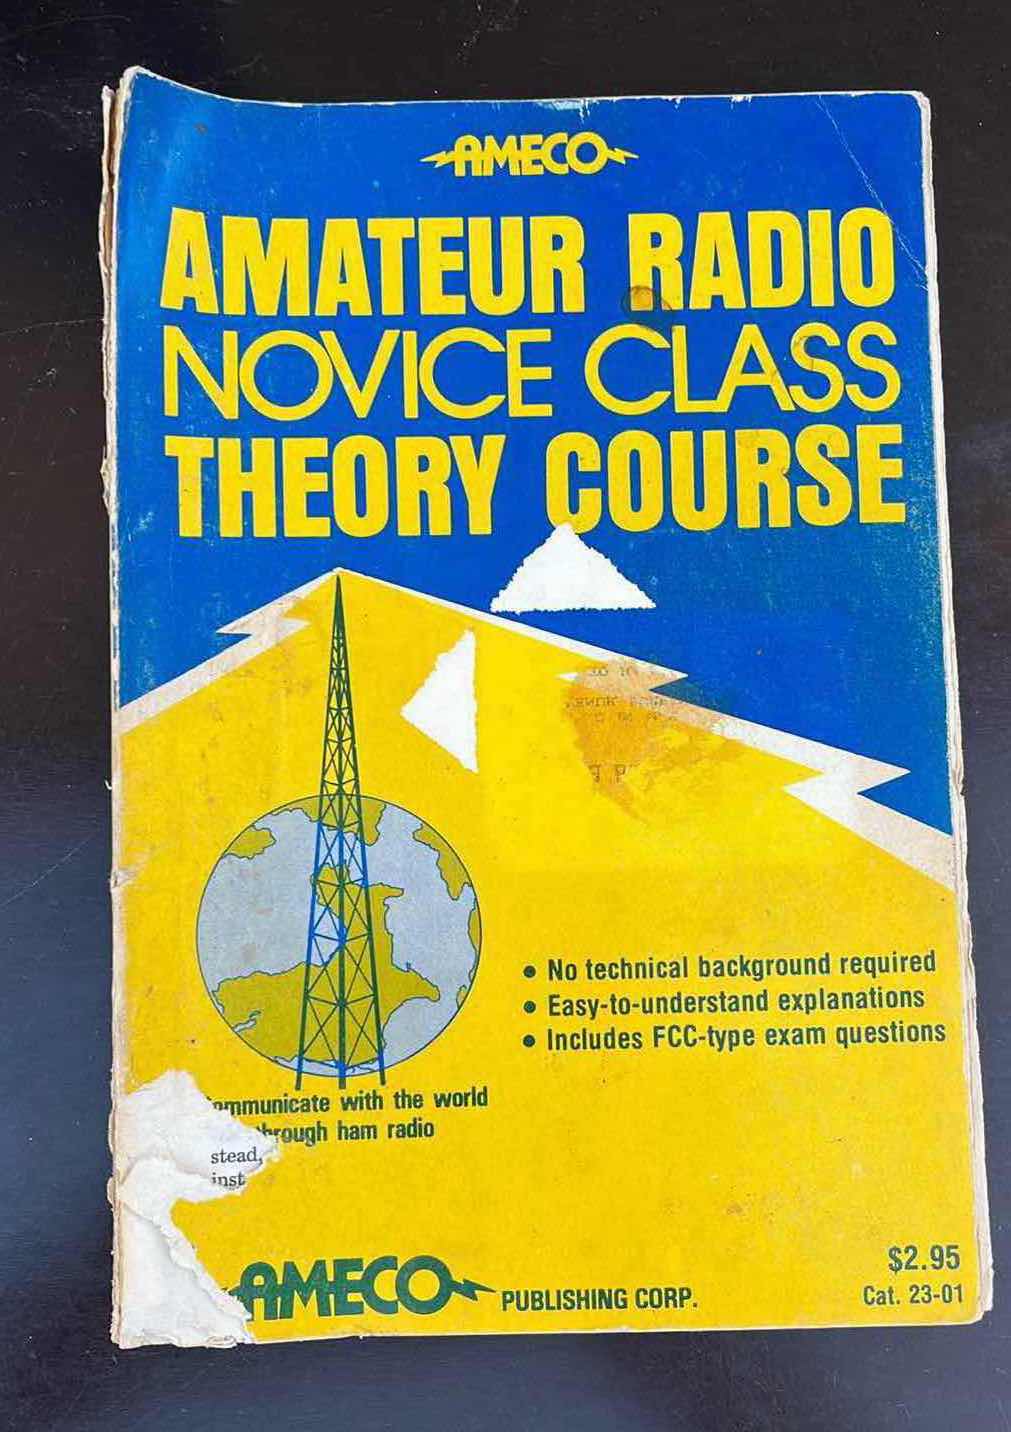 AMECO
AMATEUR RADIO
NOVICE CLASS
THEORY COURSE
• No technical background required
• Easy-to-understand explanations
• Includes FCC-type exam questions
ommunicate with the world
through ham radio
stead,
inst
AMECO PUBLISHING CORP.
$2.95
Cat. 23-01